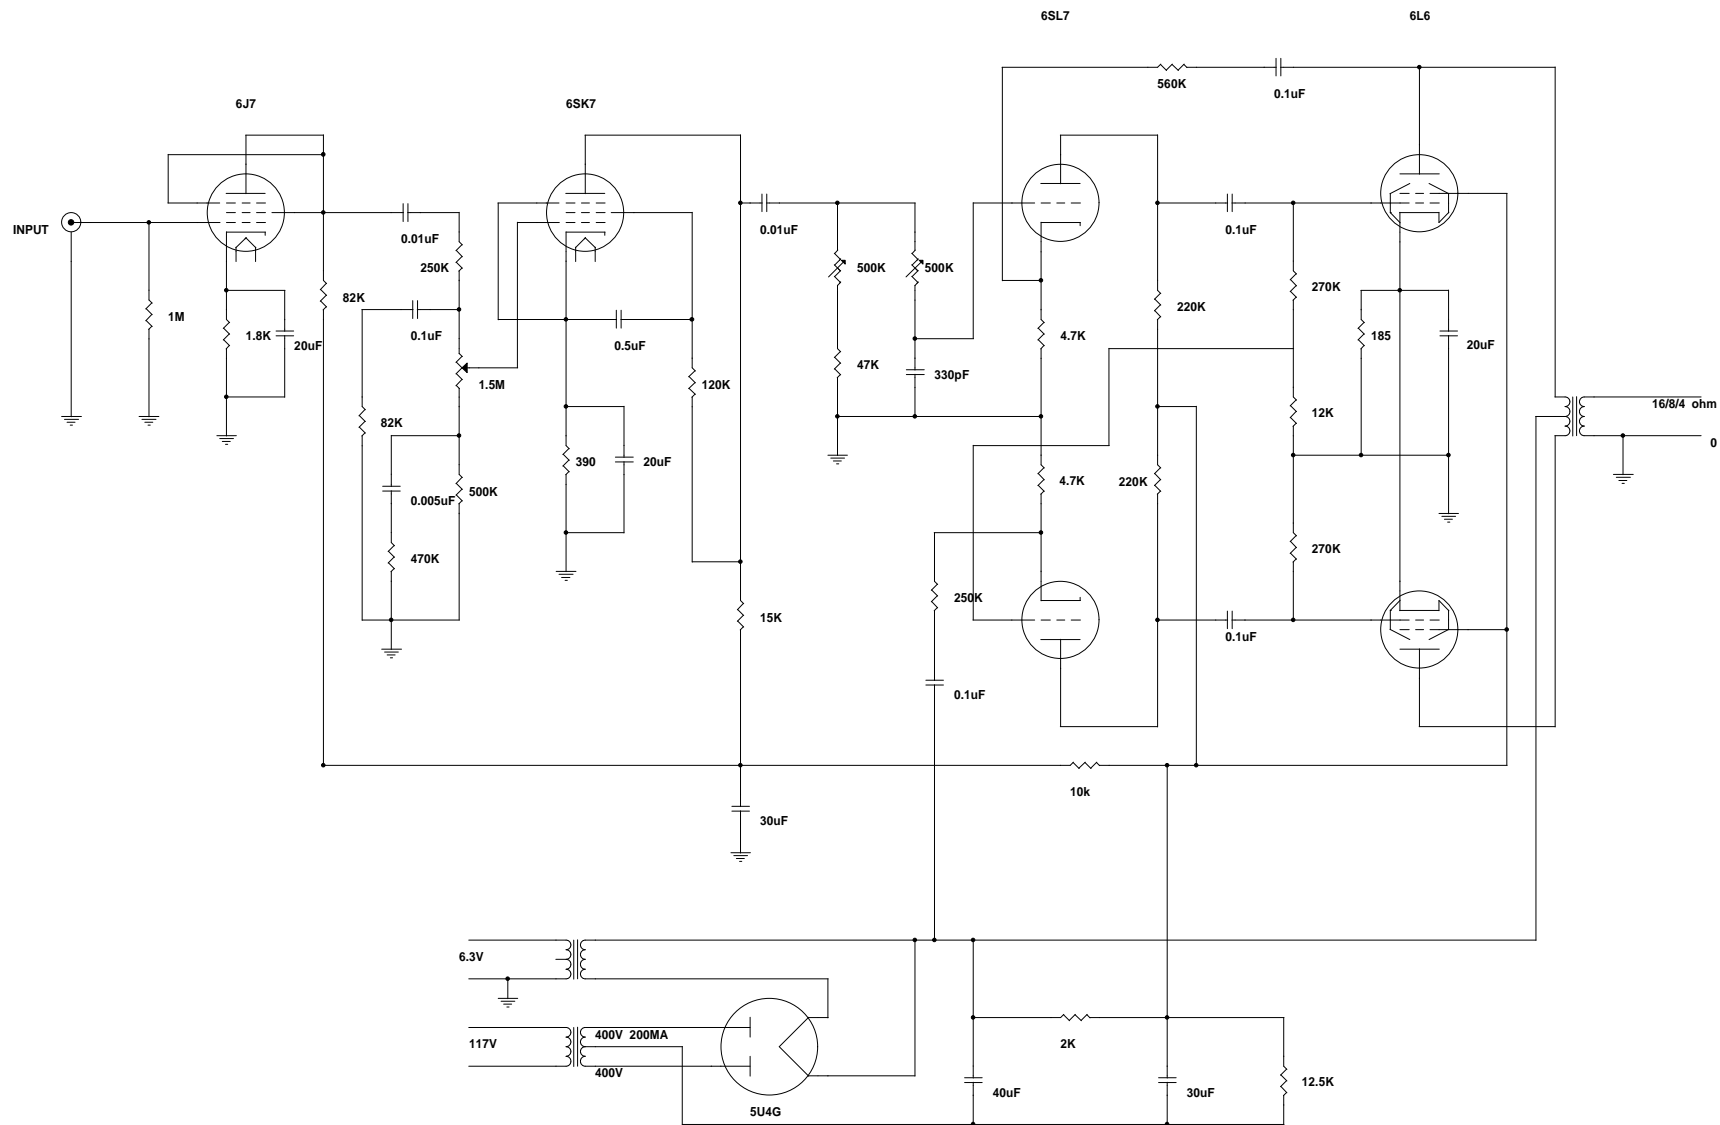 6SL7
6L6
560K
0.1uF
6J7
6SK7
INPUT
0.01uF
250K
0.01uF
500K
500K
0.1uF
270K
82K
220K
1M
1.8K
20uF
0.1uF
0.5uF
4.7K
185
20uF
47K
330pF
1.5M
120K
16/8/4 ohm
12K
82K
0
390
20uF
4.7K
220K
0.005uF
500K
470K
270K
250K
15K
0.1uF
0.1uF
10k
30uF
6.3V
117V
400V 200MA
400V
2K
40uF
30uF
12.5K
5U4G